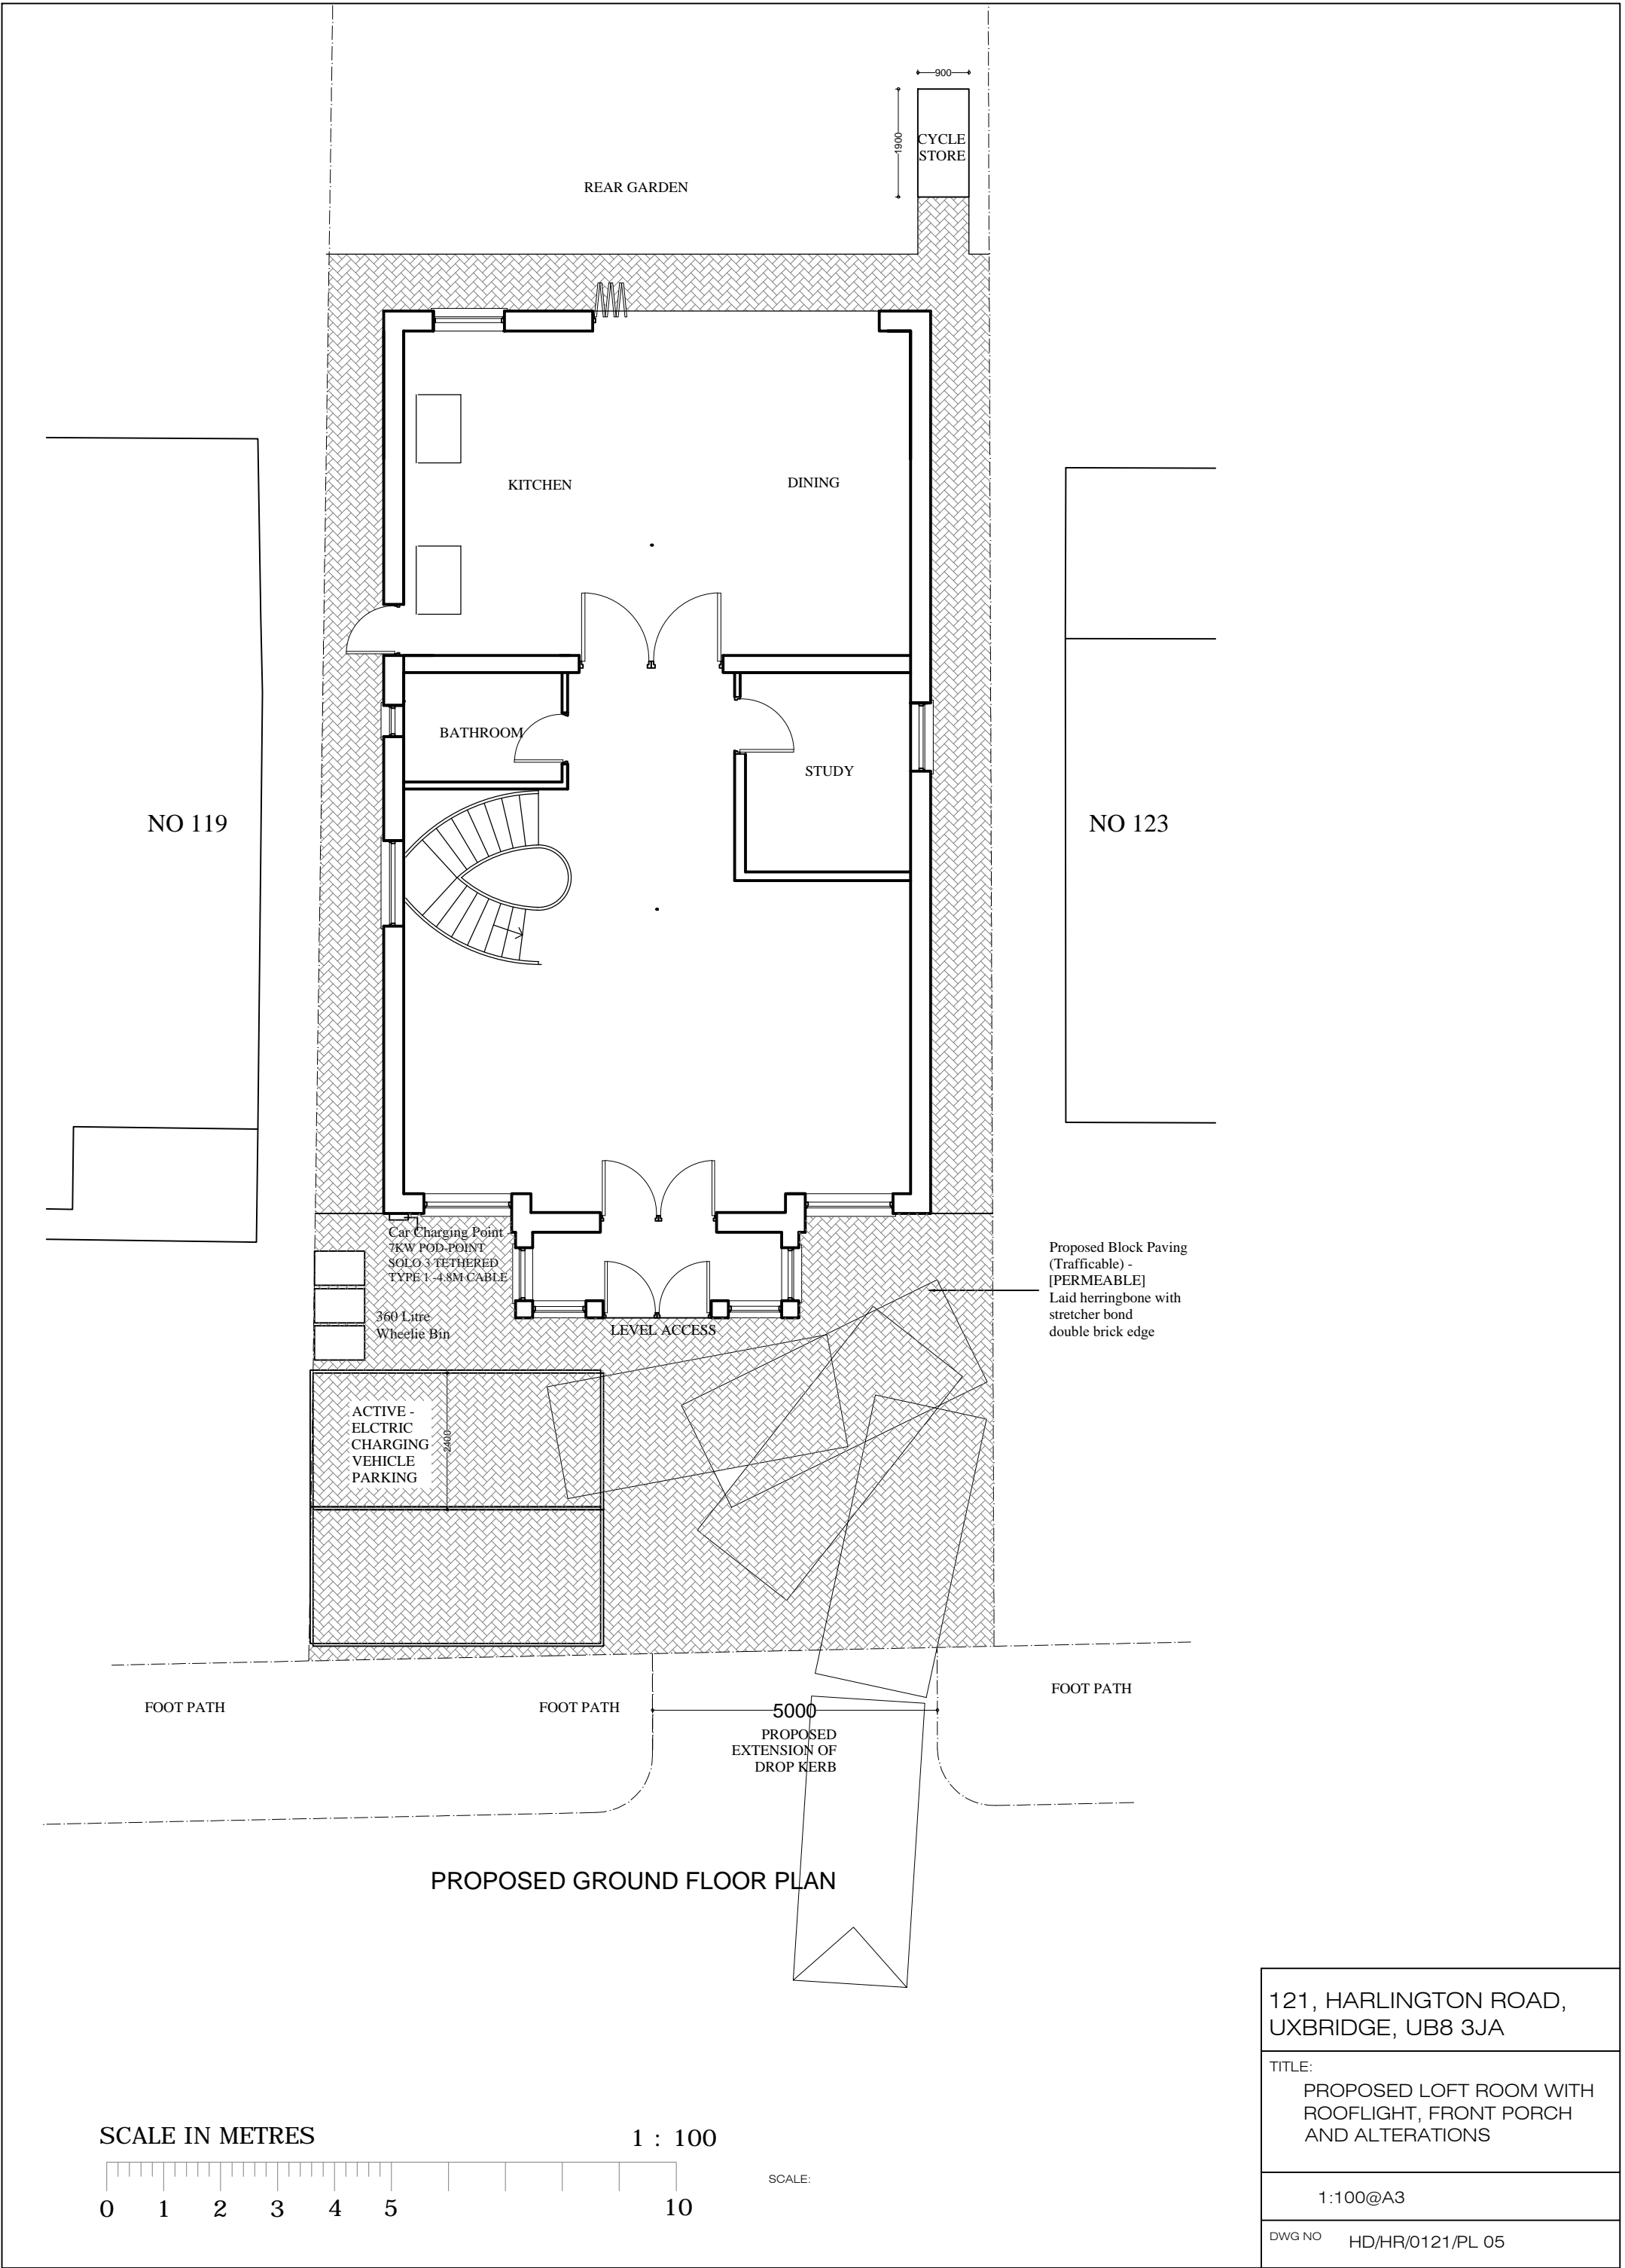 900
1900
CYCLE
STORE
REAR GARDEN
KITCHEN
DINING
BATHROOM
STUDY
NO 119
NO 123
Car Charging Point
7KW POD-POINT
SOLO 3 TETHERED
TYPE 1 -4.8M CABLE
360 Litre
Wheelie Bin
LEVEL ACCESS
Proposed Block Paving
(Trafficable) -
[PERMEABLE]
Laid herringbone with
stretcher bond
double brick edge
ACTIVE -
ELCTRIC
CHARGING
VEHICLE
PARKING
2400
FOOT PATH
FOOT PATH
FOOT PATH
5000
PROPOSED
EXTENSION OF
DROP KERB
PROPOSED GROUND FLOOR PLAN
SCALE IN METRES
1 : 100
0 1 2 3 4 5 10
SCALE:
121, HARLINGTON ROAD,
UXBRIDGE, UB8 3JA
TITLE:
PROPOSED LOFT ROOM WITH
ROOFLIGHT, FRONT PORCH
AND ALTERATIONS
1:100@A3
DWG NO HD/HR/0121/PL 05